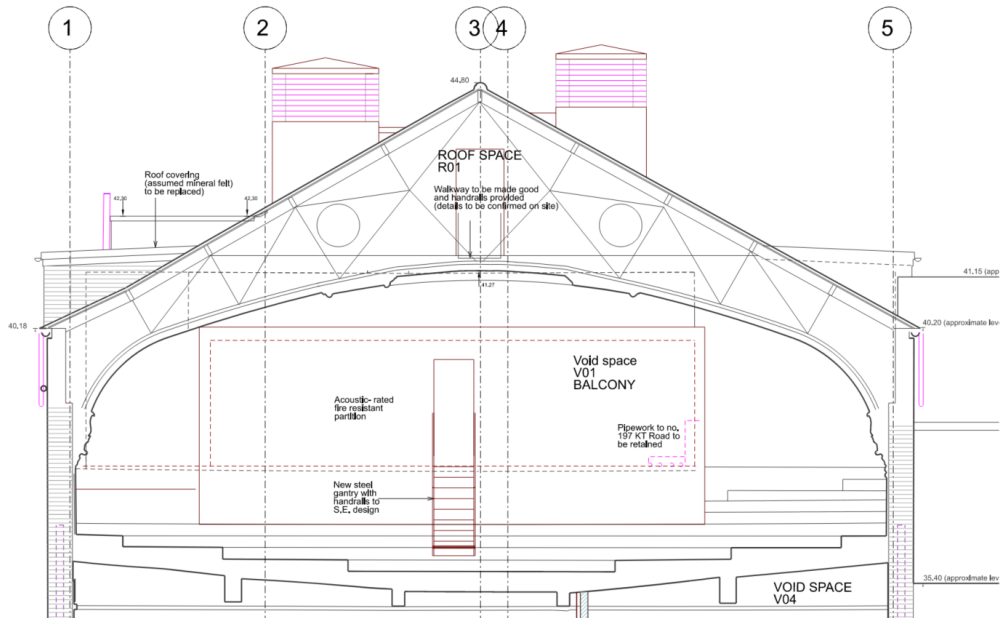 1
2
3
4
5
44.80
ROOF SPACE
R01
Roof covering
(assumed mineral felt)
to be replaced)
Walkway to be made good
and handrails provided
(details to be confirmed on site)
42.30
42.30
41.15 (app
41.27
40.18
40.20 (approximate lev
Void space
V01
BALCONY
Acoustic-rated
fire resistant
partition
Pipework to no.
197 KT Road to
be retained
New steel
gantry with
handrails to
S.E. design
35.40 (approximate lev
VOID SPACE
V04